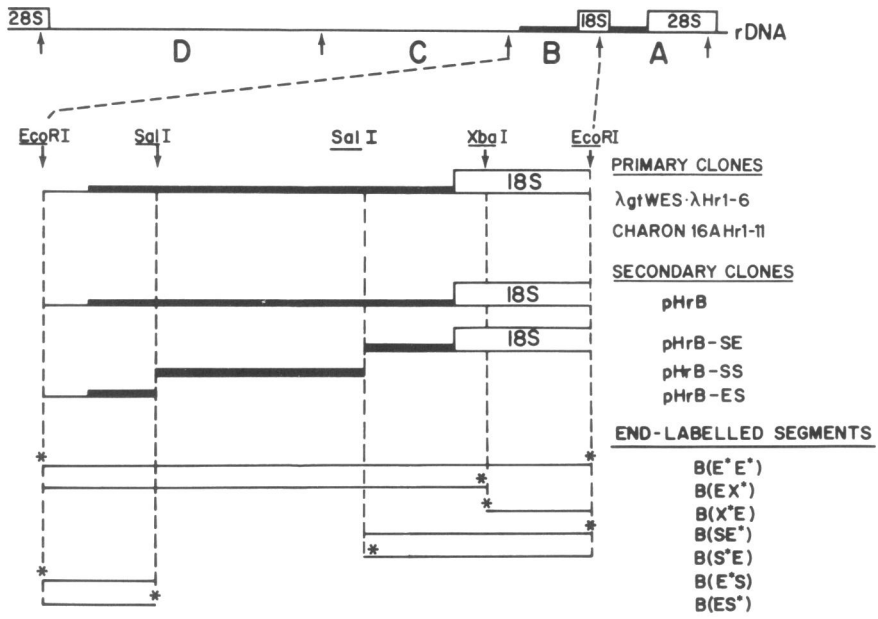 28S 18S 28S rDNA
D C B A
EcoRI SalI SalI XbaI EcoRI
PRIMARY CLONES
18S
λgtWES·λHr1-6
CHARON 16AHr1-11
SECONDARY CLONES
18S pHrB
18S pHrB-SE
pHrB-SS
pHrB-ES
END-LABELLED SEGMENTS
* * B(E*E*)
* B(EX*)
* B(X*E)
* B(SE*)
* B(S*E)
* B(E*S)
* B(ES*)